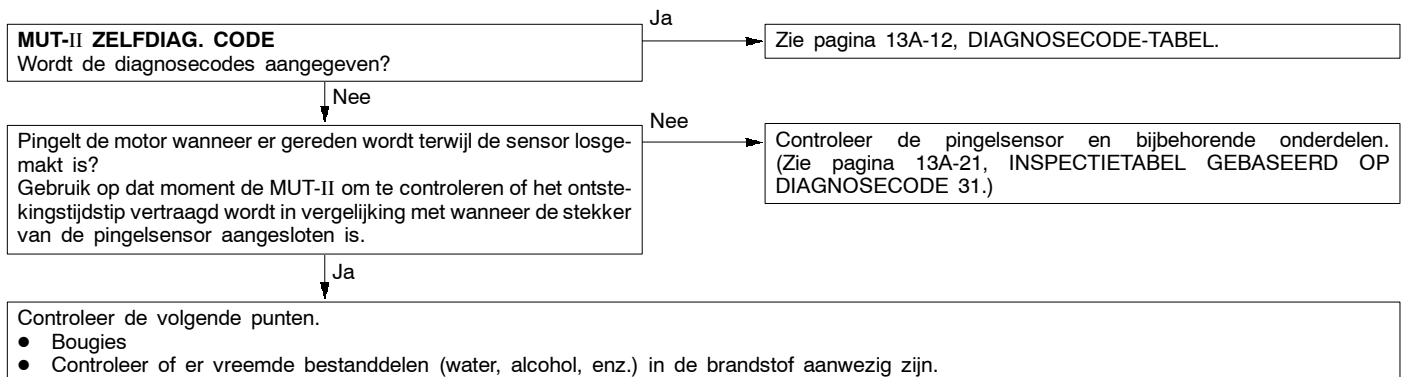 Ja
MUT-II ZELFDIAG. CODE
Wordt de diagnosecodes aangegeven?
Zie pagina 13A-12, DIAGNOSECODE-TABEL.
Nee
Pingelt de motor wanneer er gereden wordt terwijl de sensor losge-
makt is?
Gebruik op dat moment de MUT-II om te controleren of het ontste-
kingstijdstip vertraagd wordt in vergelijking met wanneer de stekker
van de pingelsensor aangesloten is.
Nee
Controleer de pingelsensor en bijbehorende onderdelen.
(Zie pagina 13A-21, INSPECTIETABEL GEBASEERD OP
DIAGNOSECODE 31.)
Ja
Controleer de volgende punten.
● Bougies
● Controleer of er vreemde bestanddelen (water, alcohol, enz.) in de brandstof aanwezig zijn.